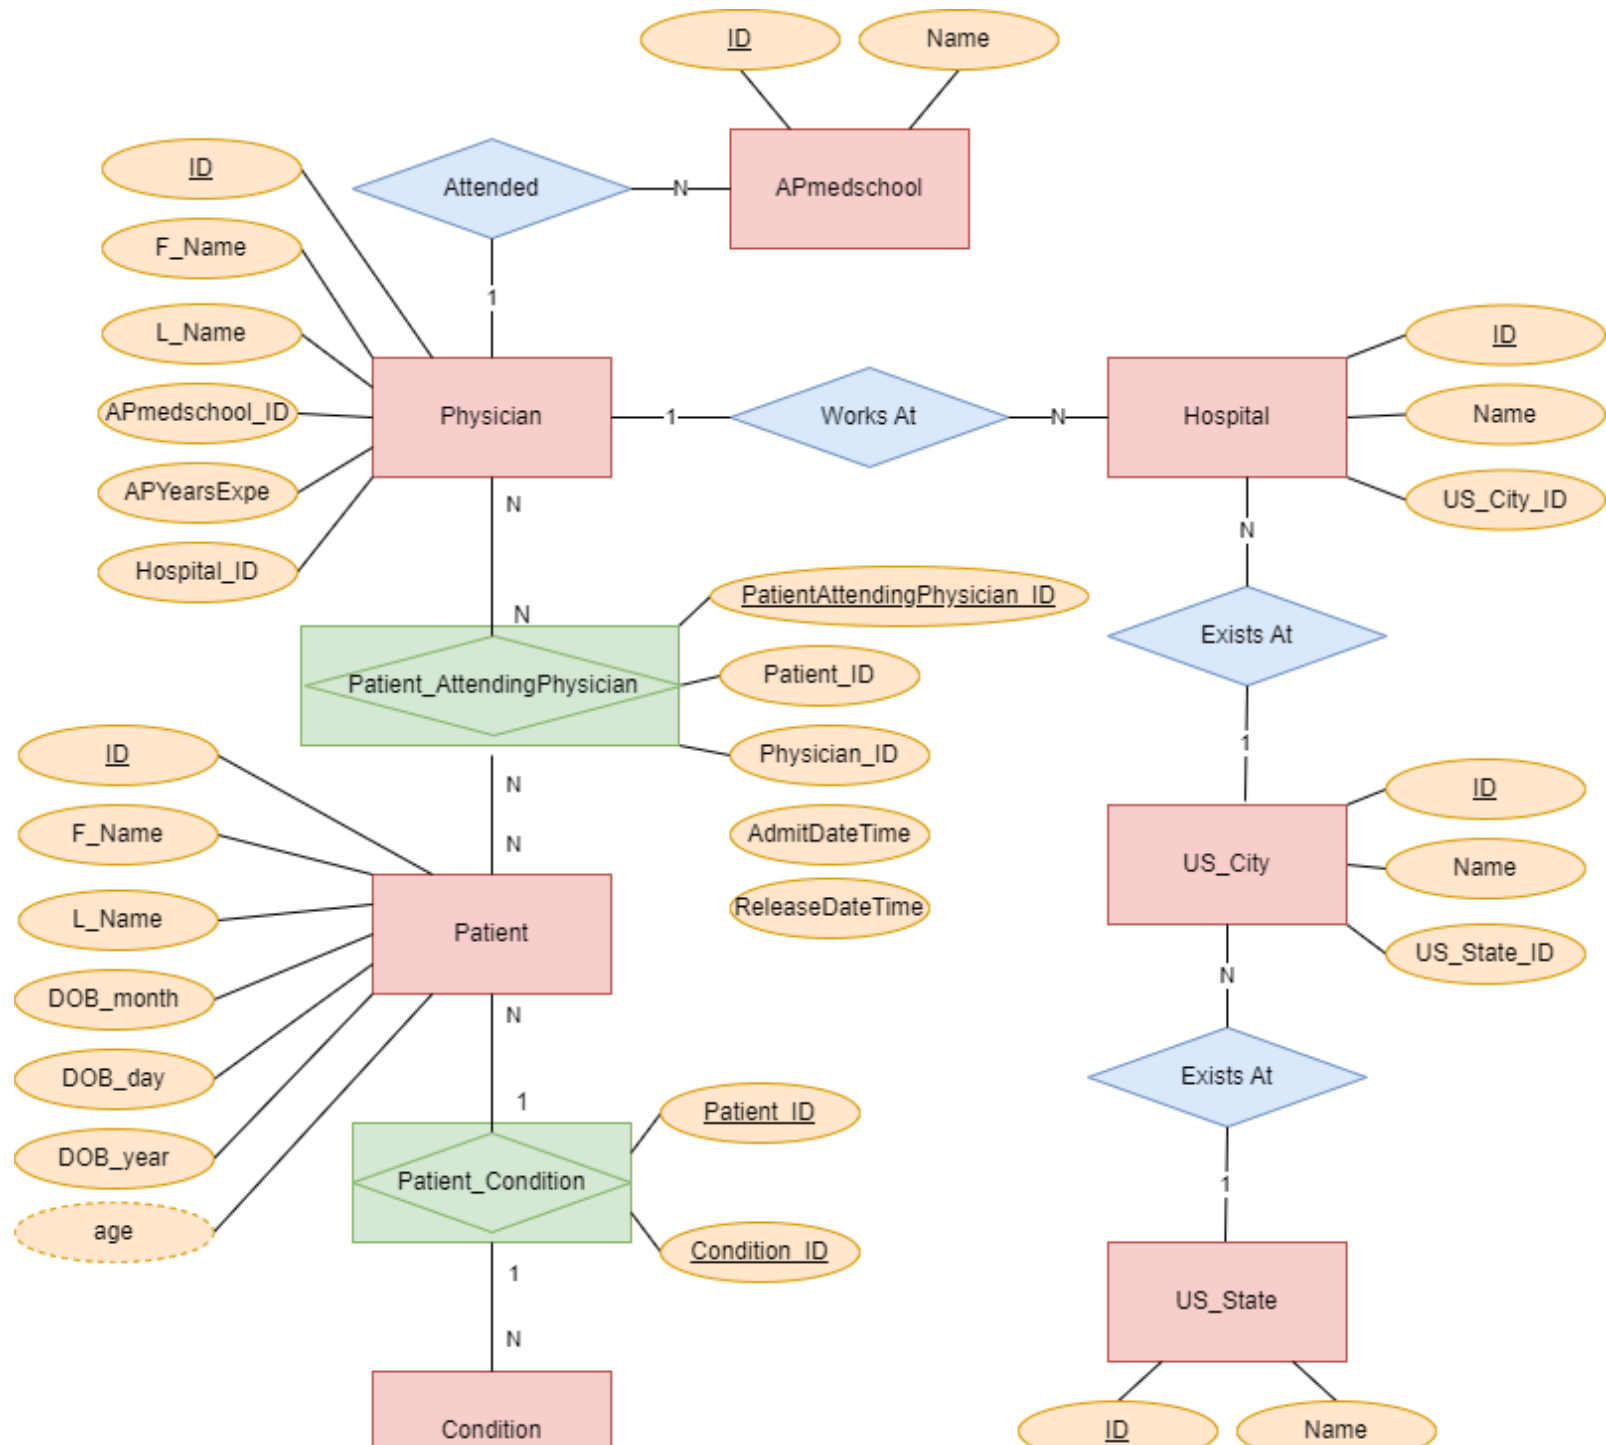 ID
Name
Attended
N
APmedschool
ID
F_Name
L_Name
APmedschool_ID
APYearsExpe
Hospital_ID
1
Physician
1
Works At
N
Hospital
ID
Name
US_City_ID
N
N
Patient_AttendingPhysician
PatientAttendingPhysician_ID
Patient_ID
Physician_ID
AdmitDateTime
ReleaseDateTime
N
Exists At
1
US_City
ID
Name
US_State_ID
N
N
ID
F_Name
L_Name
DOB_month
DOB_day
DOB_year
age
Patient
N
1
Patient_Condition
Patient_ID
Condition_ID
1
N
Condition
N
Exists At
1
US_State
ID
Name